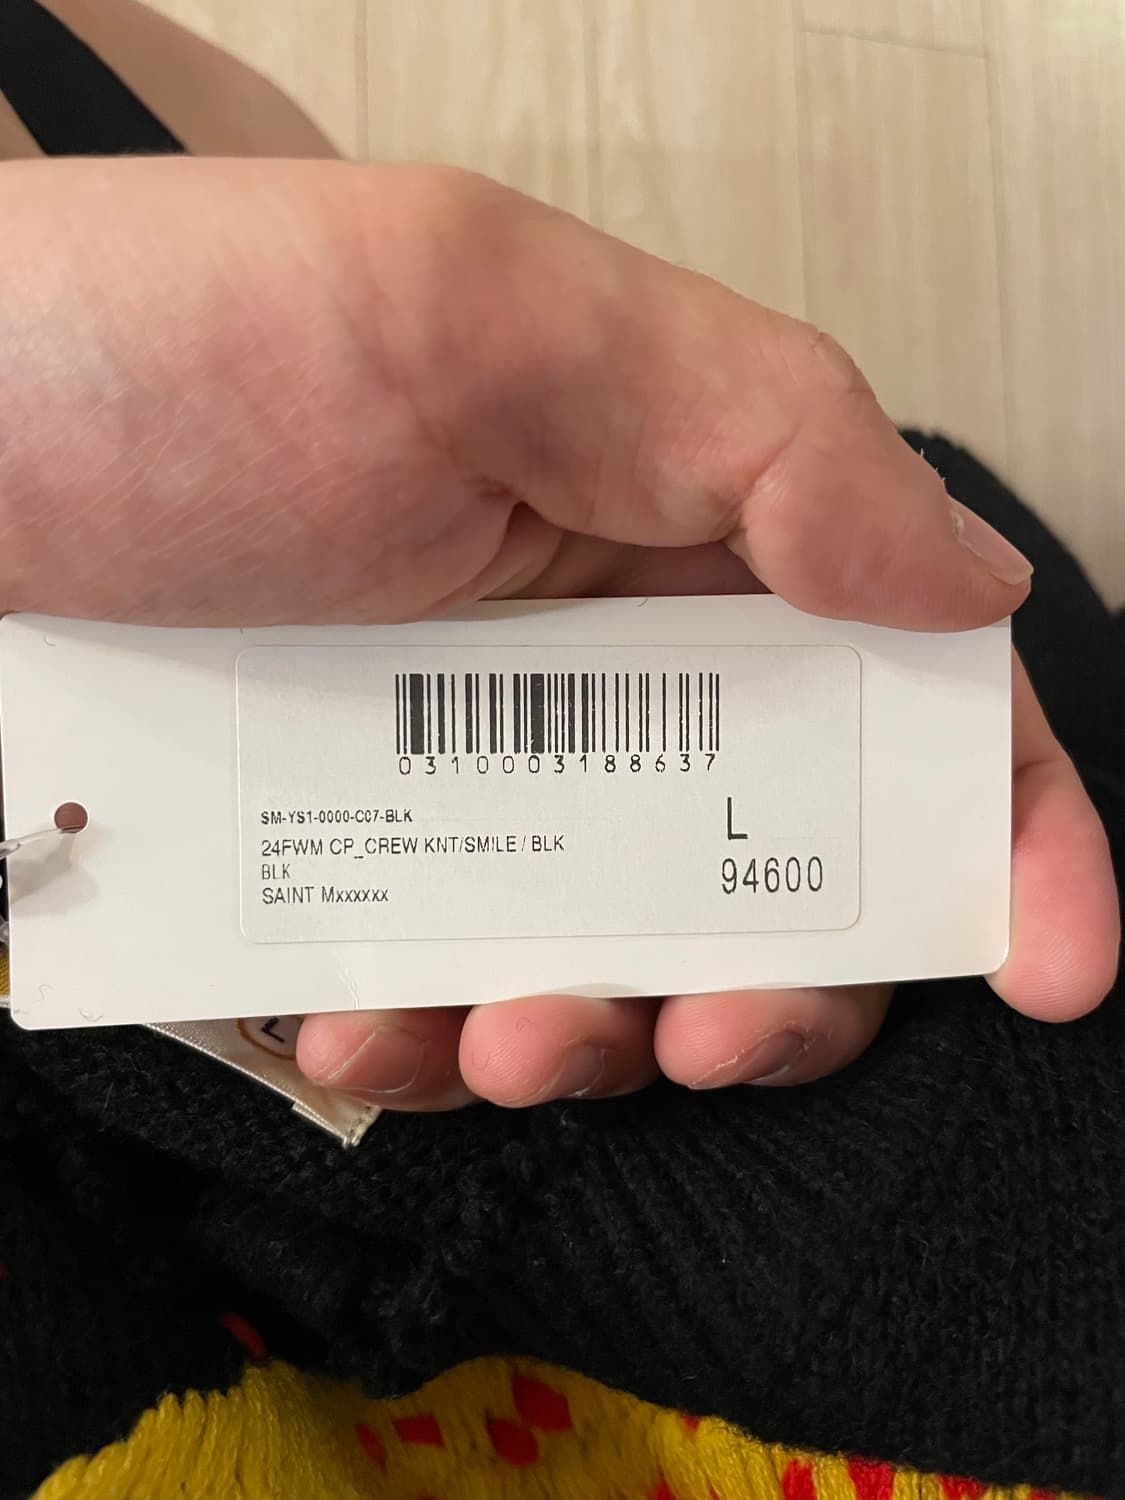 0310003188637
SM-YS1-0000-C07-BLK
24FWM CP_CREW KNT/SMILE / BLK
BLK
SAINT Mxxxxxx
L
94600
L